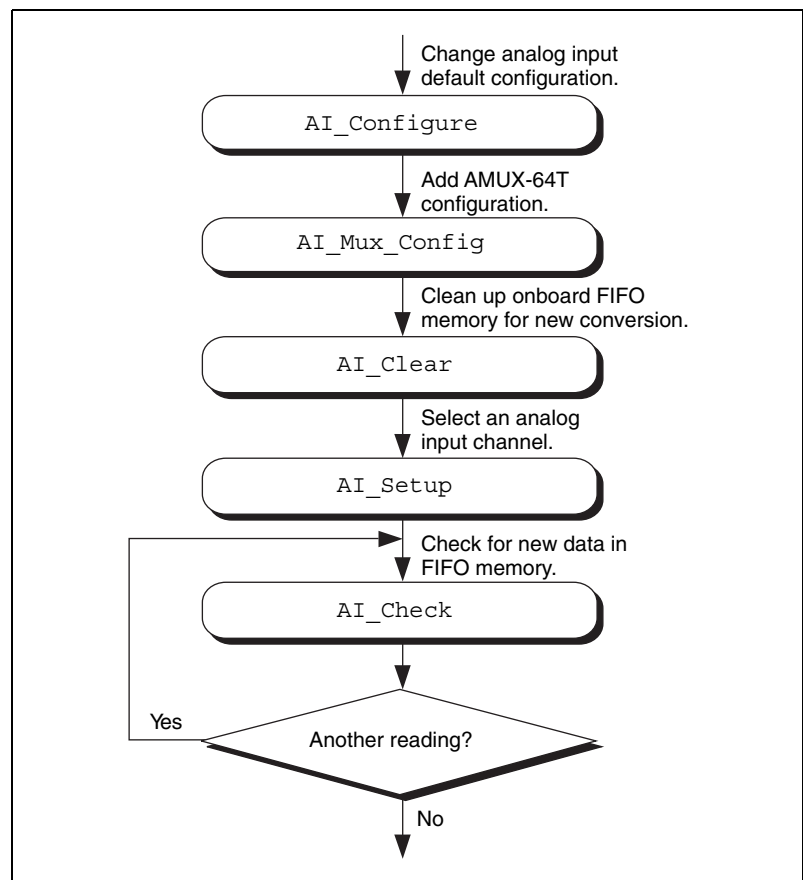 Change analog input
default configuration.
AI_Configure
Add AMUX-64T
configuration.
AI_Mux_Config
Clean up onboard FIFO
memory for new conversion.
AI_Clear
Select an analog
input channel.
AI_Setup
Check for new data in
FIFO memory.
AI_Check
Yes
Another reading?
No